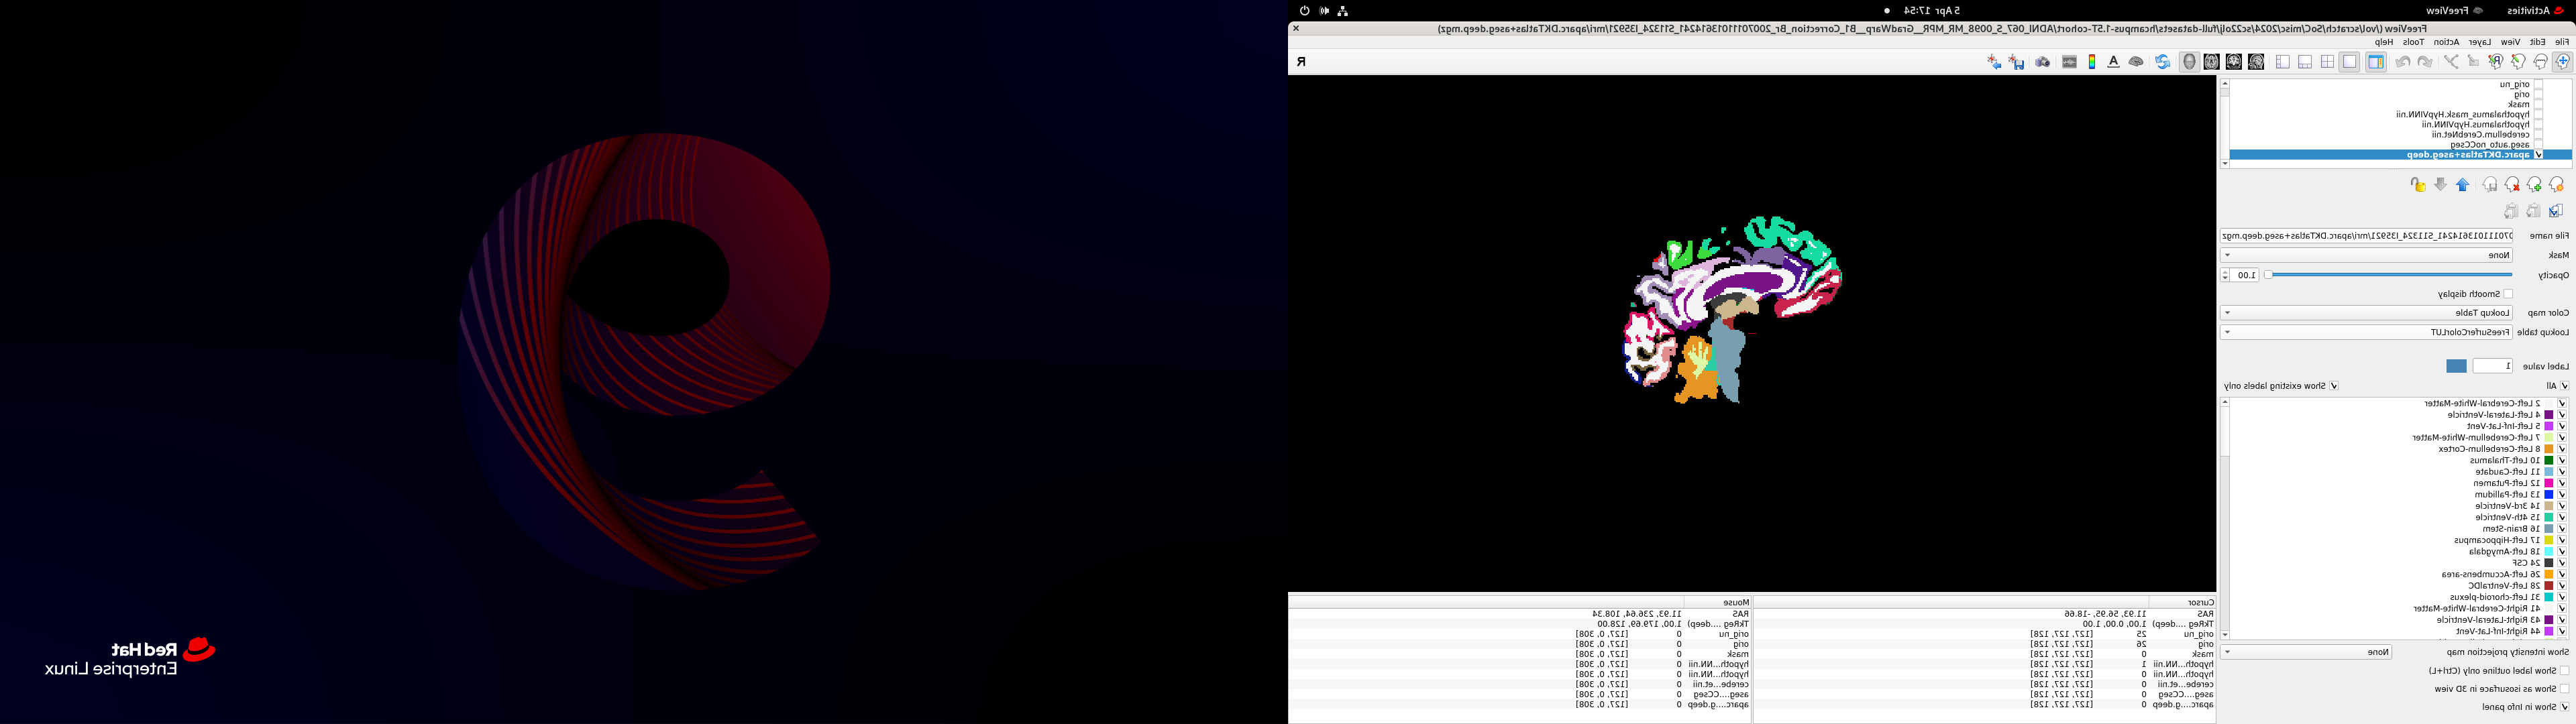 Activities
FreeView
5 Apr 17:54
FreeView (/vol/scratch/SoC/misc/2024/sc22olj/full-datasets/hcampus-1.5T-cohort/ADNI_067_S_0098_MR_MPR__GradWarp__B1_Correction_Br_20070111013614241_S11324_I35921/mri/aparc.DKTatlas+aseg.deep.mgz)
File Edit View Layer Action Tools Help
R
orig_nu
orig
mask
hypothalamus_mask.HypVINN.nii
hypothalamus.HypVINN.nii
cerebellum.CerebNet.nii
aseg.auto_noCCseg
aparc.DKTatlas+aseg.deep
File name
070111013614241_S11324_I35921/mri/aparc.DKTatlas+aseg.deep.mgz
Mask None
Opacity 1.00
Smooth display
Color map Lookup Table
Lookup table FreeSurferColorLUT
Label value 1
All Show existing labels only
2 Left-Cerebral-White-Matter
4 Left-Lateral-Ventricle
5 Left-Inf-Lat-Vent
7 Left-Cerebellum-White-Matter
8 Left-Cerebellum-Cortex
10 Left-Thalamus
11 Left-Caudate
12 Left-Putamen
13 Left-Pallidum
14 3rd-Ventricle
15 4th-Ventricle
16 Brain-Stem
17 Left-Hippocampus
18 Left-Amygdala
24 CSF
26 Left-Accumbens-area
28 Left-VentralDC
31 Left-choroid-plexus
41 Right-Cerebral-White-Matter
43 Right-Lateral-Ventricle
44 Right-Inf-Lat-Vent
Show intensity projection map None
Show label outline only (Ctrl+L)
Show as isosurface in 3D view
Show in Info panel
Cursor
RAS 11.93, 56.95, -18.66
TkReg ....deep) 1.00, 0.00, 1.00
orig_nu 25 [127, 127, 128]
orig 26 [127, 127, 128]
mask 0 [127, 127, 128]
hypoth...NN.nii 1 [127, 127, 128]
hypoth...NN.nii 0 [127, 127, 128]
cerebe...et.nii 0 [127, 127, 128]
aseg....CCseg 0 [127, 127, 128]
aparc....g.deep 0 [127, 127, 128]
Mouse
RAS 11.93, 236.64, 108.34
TkReg ....deep) 1.00, 179.69, 128.00
orig_nu 0 [127, 0, 308]
orig 0 [127, 0, 308]
mask 0 [127, 0, 308]
hypoth...NN.nii 0 [127, 0, 308]
hypoth...NN.nii 0 [127, 0, 308]
cerebe...et.nii 0 [127, 0, 308]
aseg....CCseg 0 [127, 0, 308]
aparc....g.deep 0 [127, 0, 308]
Red Hat
Enterprise Linux